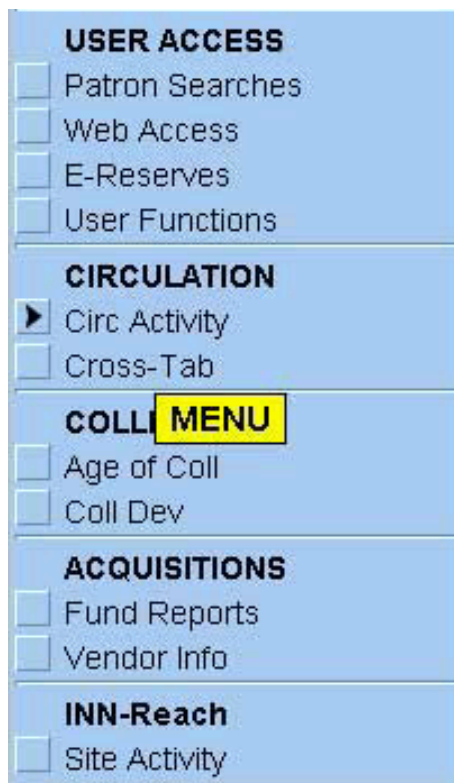 USER ACCESS
Patron Searches
Web Access
E-Reserves
User Functions
CIRCULATION
Circ Activity
Cross-Tab
MENU
Age of Coll
Coll Dev
ACQUISITIONS
Fund Reports
Vendor Info
INN-Reach
Site Activity